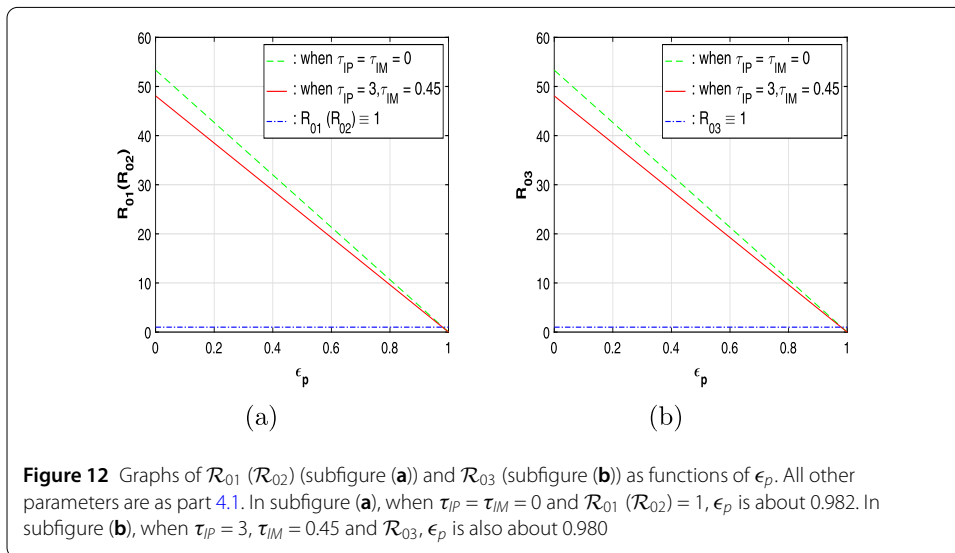 60
50
40
30
20
10
0
0 0.2 0.4 0.6 0.8 1
R01(R02)
ϵp
: when τIP = τIM = 0
: when τIP = 3,τIM = 0.45
: R01 (R02) ≡ 1
(a)
60
50
40
30
20
10
0
0 0.2 0.4 0.6 0.8 1
R03
ϵp
: when τIP = τIM = 0
: when τIP = 3,τIM = 0.45
: R03 ≡ 1
(b)
Figure 12 Graphs of R01 (R02) (subfigure (a)) and R03 (subfigure (b)) as functions of ϵp. All other
parameters are as part 4.1. In subfigure (a), when τIP = τIM = 0 and R01 (R02) = 1, ϵp is about 0.982. In
subfigure (b), when τIP = 3, τIM = 0.45 and R03, ϵp is also about 0.980